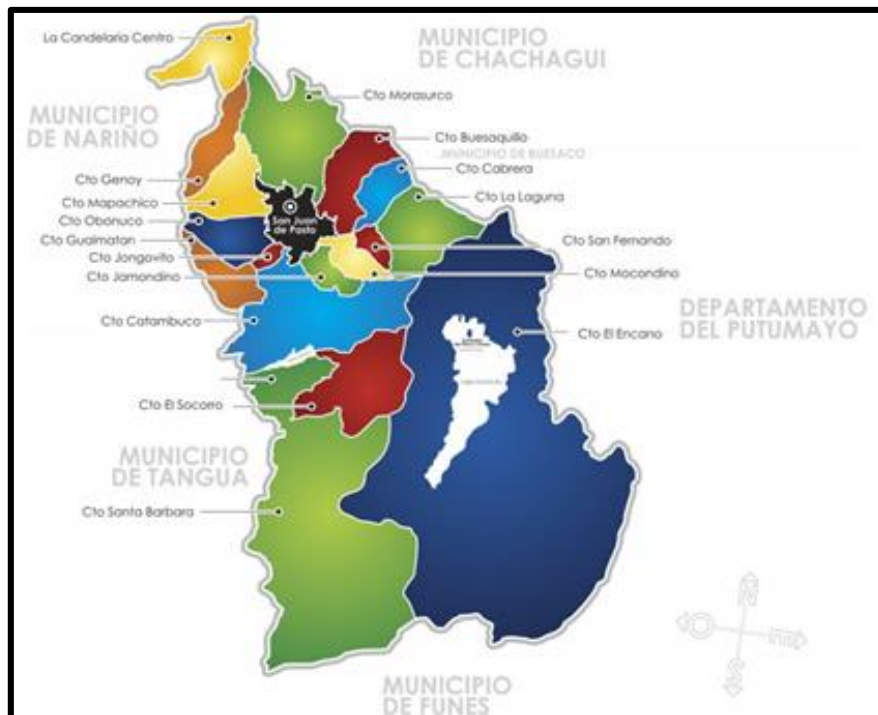 La Candelaria Centro
MUNICIPIO
DE CHACHAGUI
Cto Morasurco
MUNICIPIO
DE NARIÑO
Cto Buesaquillo
MUNICIPIO DE BUESACO
Cto Cabrera
Cto Genoy
Cto La Laguna
Cto Mapachico
San Juan
de Pasto
Cto Obonuco
Cto Gualmatan
Cto San Fernando
Cto Jongovito
Cto Jamondino
Cto Mocondino
DEPARTAMENTO
DEL PUTUMAYO
Cto Catambuco
Cto El Encano
Cto El Socorro
MUNICIPIO
DE TANGUA
Cto Santa Barbara
N
O
E
S
MUNICIPIO
DE FUNES